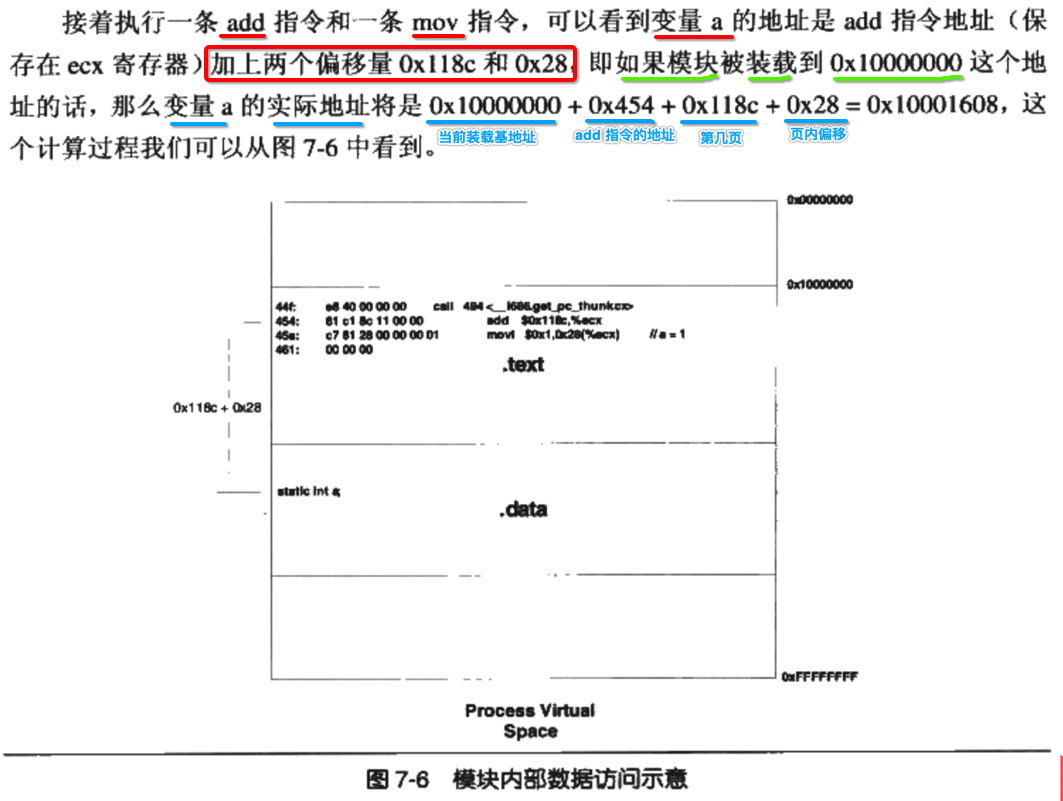 接着执行一条 add 指令和一条 mov 指令，可以看到变量 a 的地址是 add 指令地址（保
存在 ecx 寄存器）加上两个偏移量 0x118c 和 0x28，即如果模块被装载到 0x10000000 这个地
址的话，那么变量 a 的实际地址将是 0x10000000 + 0x454 + 0x118c + 0x28 = 0x10001608，这
当前装载基地址 add 指令的地址 第几页 页内偏移
个计算过程我们可以从图 7-6 中看到。
0x00000000
0x10000000
44f: e8 40 00 00 00 call 494 <__i686.get_pc_thunk.cx>
454: 81 c1 8c 11 00 00 add $0x118c,%ecx
45a: c7 81 28 00 00 00 01 movl $0x1,0x28(%ecx) // a = 1
461: 00 00 00
.text
0x118c + 0x28
static int a;
.data
0xFFFFFFFF
Process Virtual
Space
图 7-6 模块内部数据访问示意